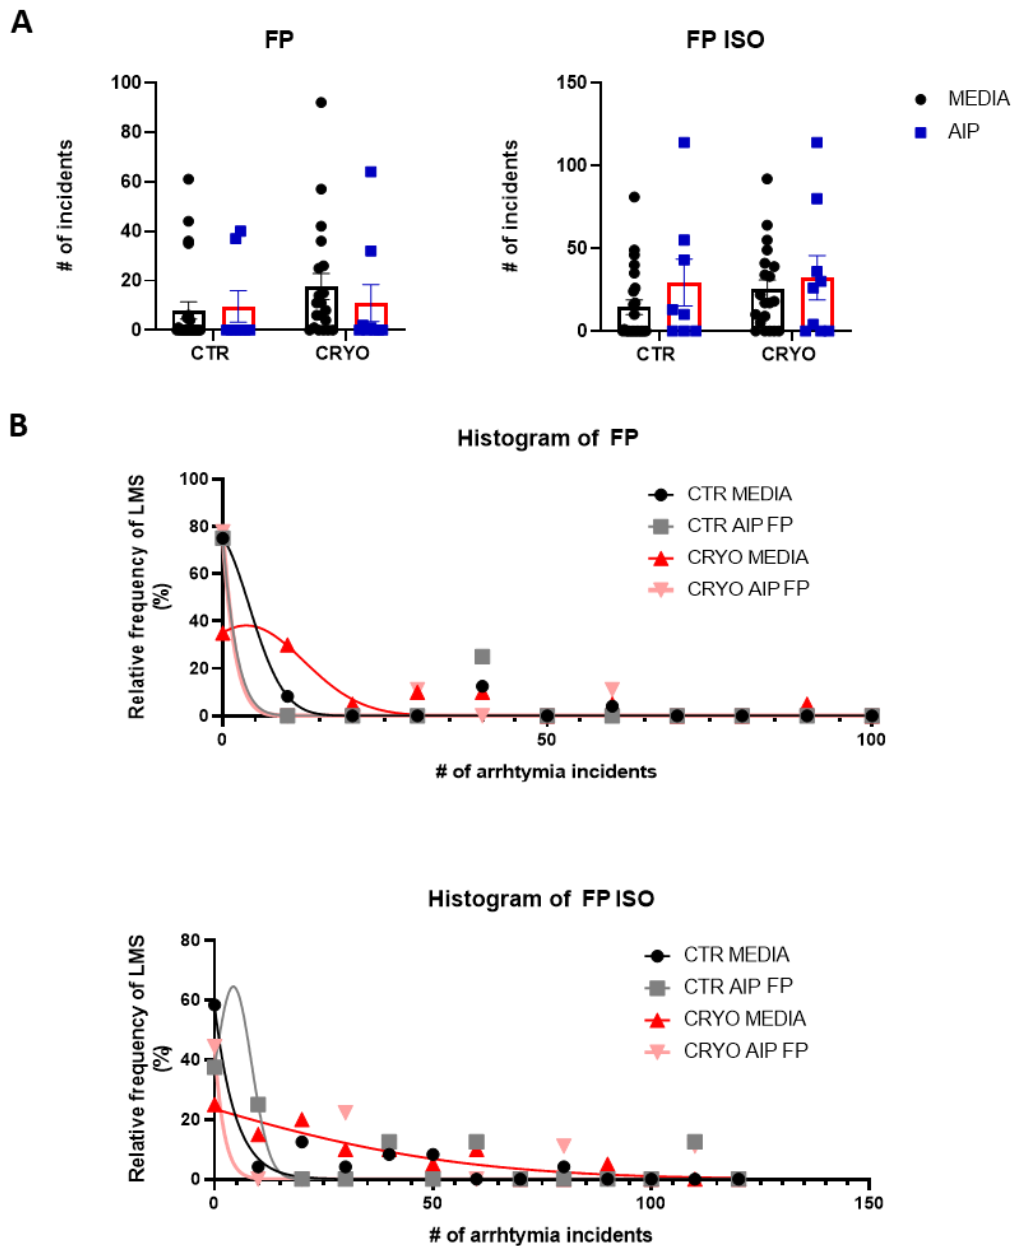 A
FP
FP ISO
100
80
60
40
20
0
# of incidents
CTR
CRYO
150
100
50
0
# of incidents
CTR
CRYO
MEDIA
AIP
B
Histogram of FP
100
80
60
40
20
0
Relative frequency of LMS
(%)
CTR MEDIA
CTR AIP FP
CRYO MEDIA
CRYO AIP FP
0
50
100
# of arrhtymia incidents
Histogram of FP ISO
80
60
40
20
0
Relative frequency of LMS
(%)
CTR MEDIA
CTR AIP FP
CRYO MEDIA
CRYO AIP FP
0
50
100
150
# of arrhtymia incidents